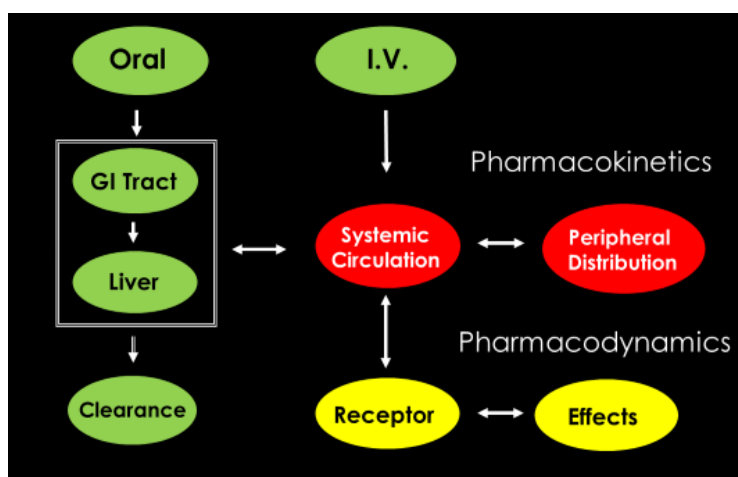 Oral
I.V.
Pharmacokinetics
GI Tract
Systemic
Circulation
Peripheral
Distribution
Liver
Pharmacodynamics
Clearance
Receptor
Effects